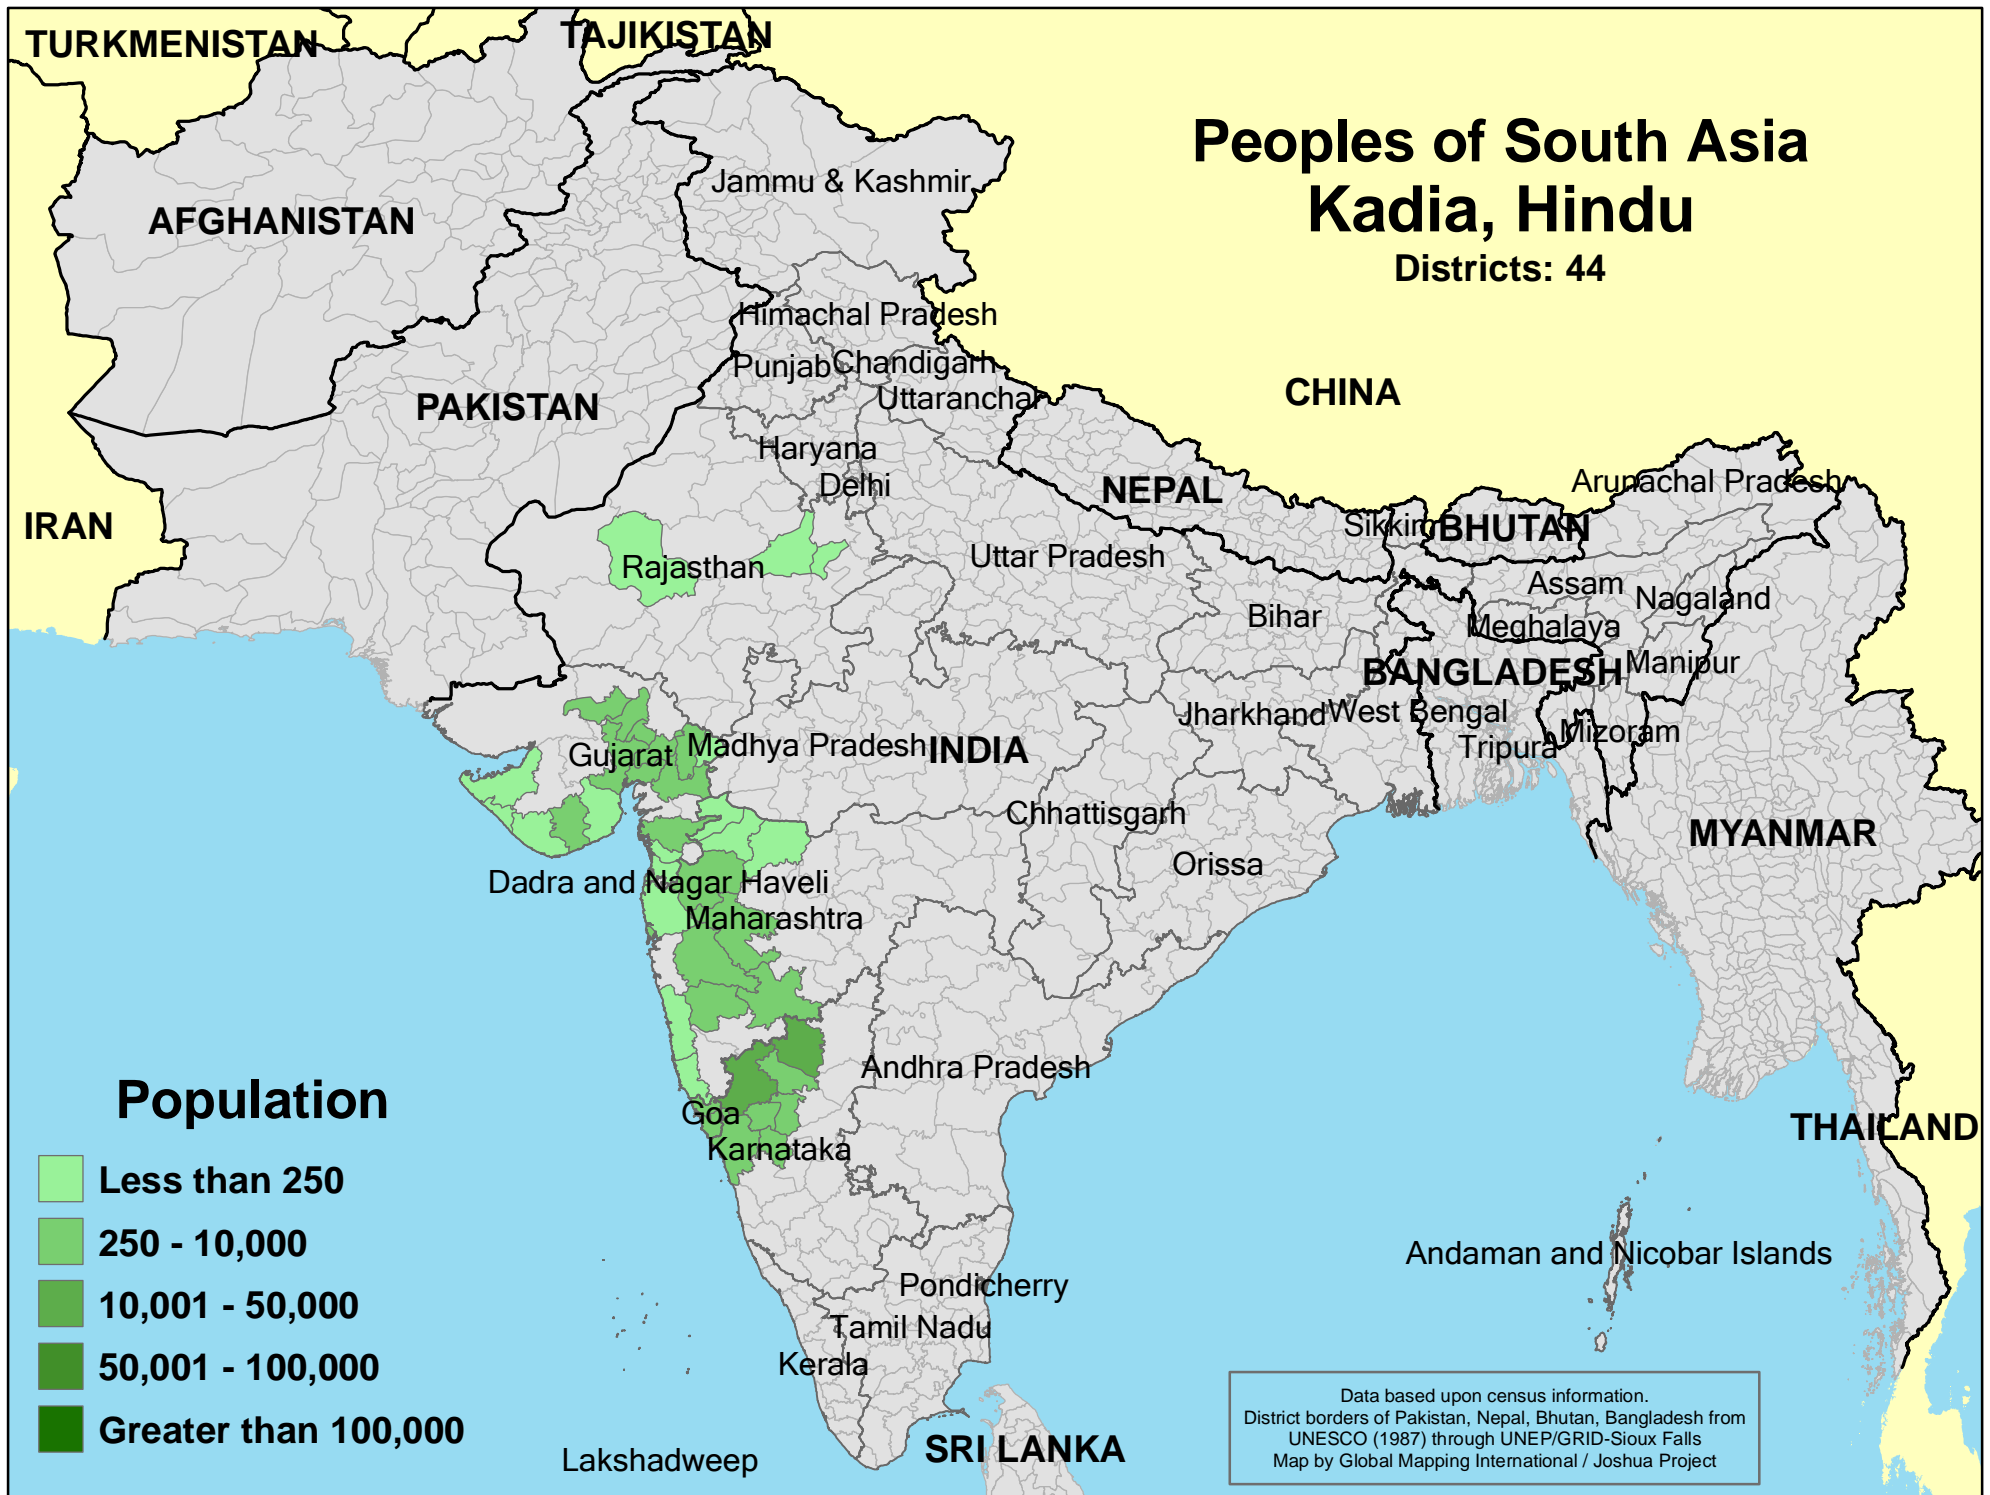 TURKMENISTAN
TAJIKISTAN
Peoples of South Asia
Kadia, Hindu
Districts: 44
Jammu & Kashmir
AFGHANISTAN
Himachal Pradesh
Punjab
Chandigarh
CHINA
Uttaranchal
PAKISTAN
Haryana
Delhi
NEPAL
Arunachal Pradesh
IRAN
Sikkim
BHUTAN
Uttar Pradesh
Rajasthan
Assam
Nagaland
Bihar
Meghalaya
BANGLADESH
Manipur
Jharkhand
West Bengal
Mizoram
Tripura
Gujarat
Madhya Pradesh
INDIA
Chhattisgarh
MYANMAR
Orissa
Dadra and Nagar Haveli
Maharashtra
Andhra Pradesh
Goa
Karnataka
THAILAND
Population
Less than 250
250 - 10,000
10,001 - 50,000
50,001 - 100,000
Greater than 100,000
Andaman and Nicobar Islands
Pondicherry
Tamil Nadu
Kerala
Lakshadweep
SRI LANKA
Data based upon census information.
District borders of Pakistan, Nepal, Bhutan, Bangladesh from
UNESCO (1987) through UNEP/GRID-Sioux Falls
Map by Global Mapping International / Joshua Project